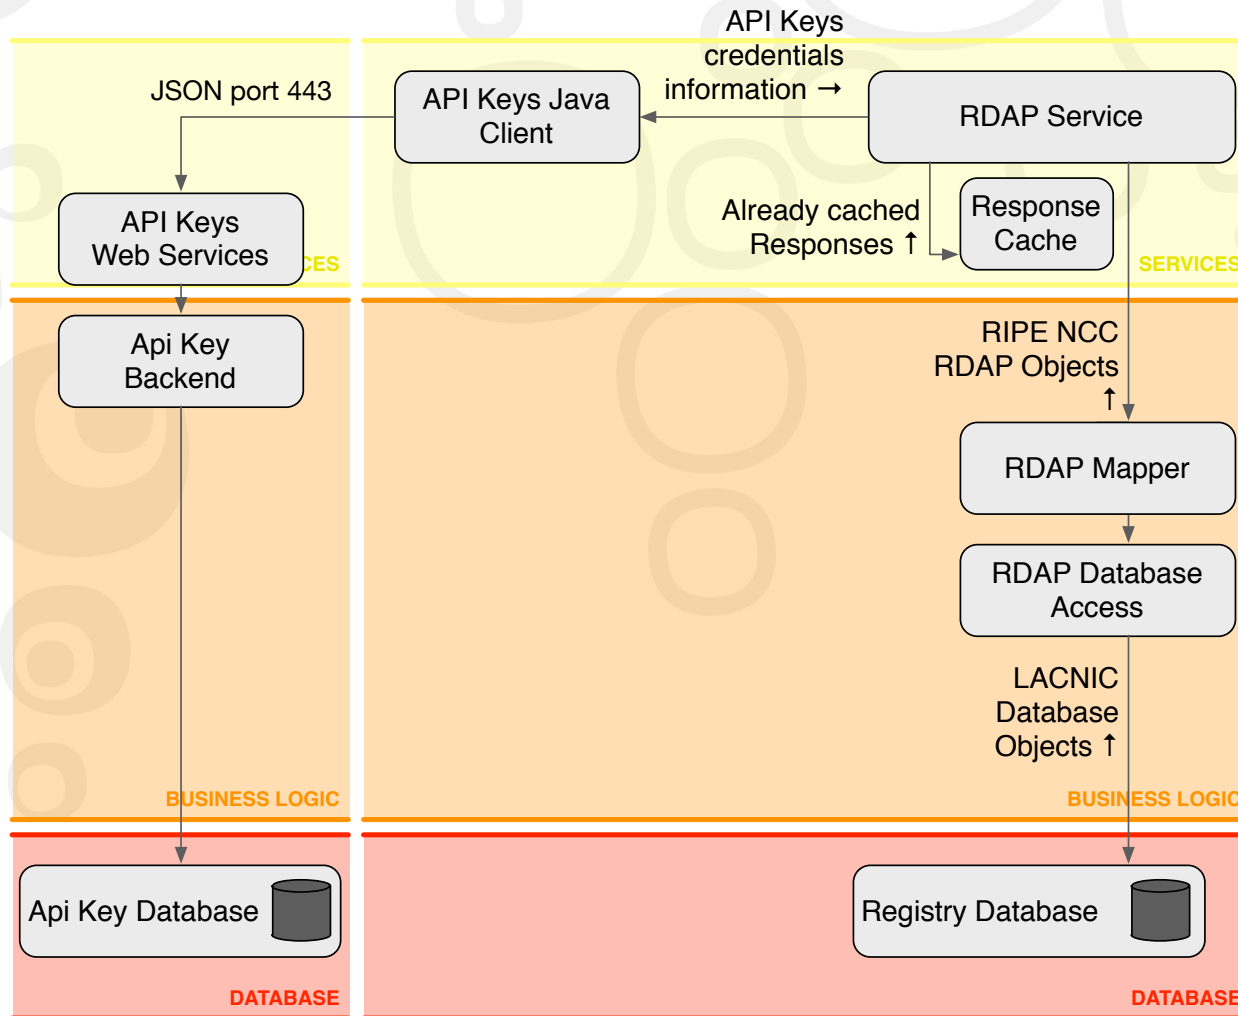 API Keys
credentials
information →
JSON port 443
API Keys Java
Client
RDAP Service
API Keys
Web Services
CES
Already cached
Responses ↑
Response
Cache
SERVICES
Api Key
Backend
RIPE NCC
RDAP Objects
↑
RDAP Mapper
RDAP Database
Access
LACNIC
Database
Objects ↑
BUSINESS LOGIC
BUSINESS LOGIC
Api Key Database
Registry Database
DATABASE
DATABASE